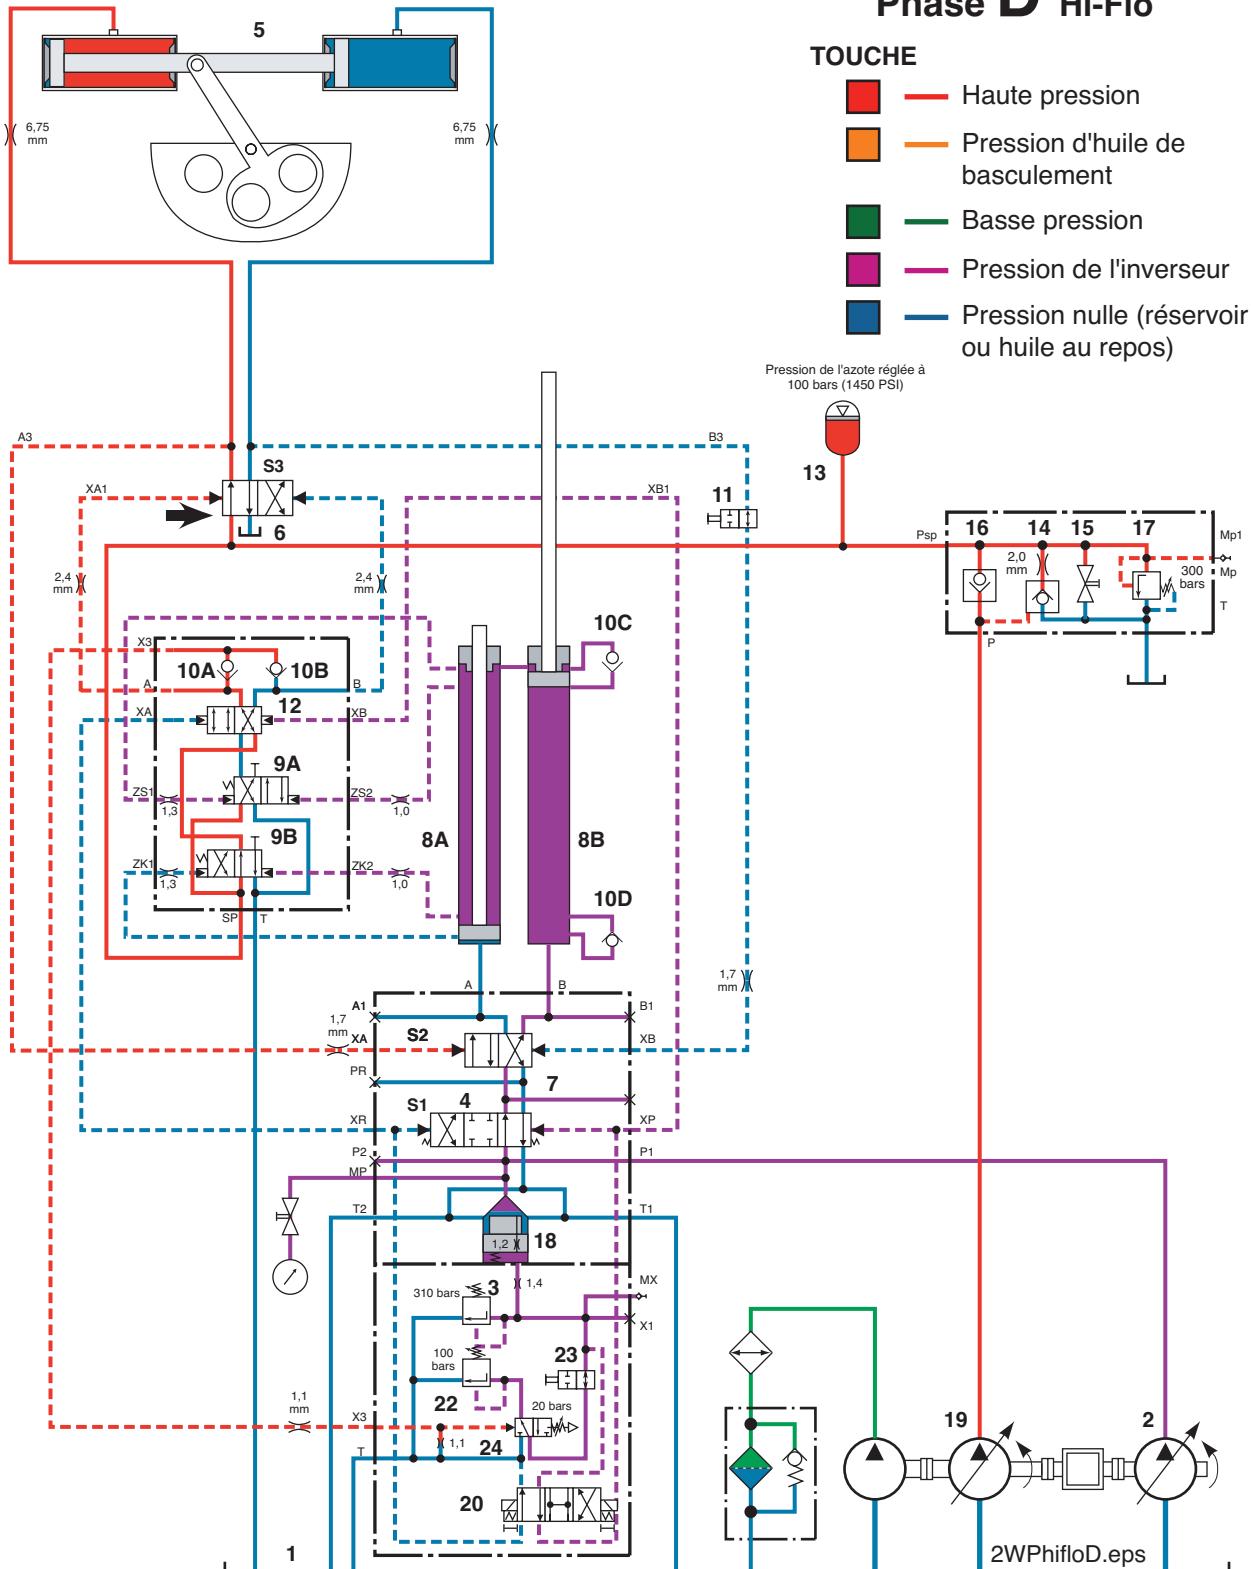 Phase D Hi-Flo
TOUCHE
Haute pression
Pression d'huile de
basculement
Basse pression
Pression de l'inverseur
Pression nulle (réservoir
ou huile au repos)
5
6,75
mm
6,75
mm
Pression de l'azote réglée à
100 bars (1450 PSI)
13
A3
B3
S3
XA1
XB1
11
6
16
14
15
17
Psp
Mp1
Mp
T
2,0
mm
300
bars
P
2,4
mm
2,4
mm
X3
10A
10B
10C
A
B
12
XA
XB
9A
ZS1
ZS2
1,3
1,0
9B
8A
8B
ZK1
ZK2
1,3
1,0
10D
SP
T
1,7
mm
A
B
A1
B1
1,7
mm
XA
S2
XB
PR
7
S1
4
XR
XP
P2
P1
MP
T2
T1
1,2
18
1,4
MX
310 bars
3
X1
100
bars
23
22
20 bars
1,1
mm
X3
1,1
24
T
19
2
20
1
2WPhifloD.eps